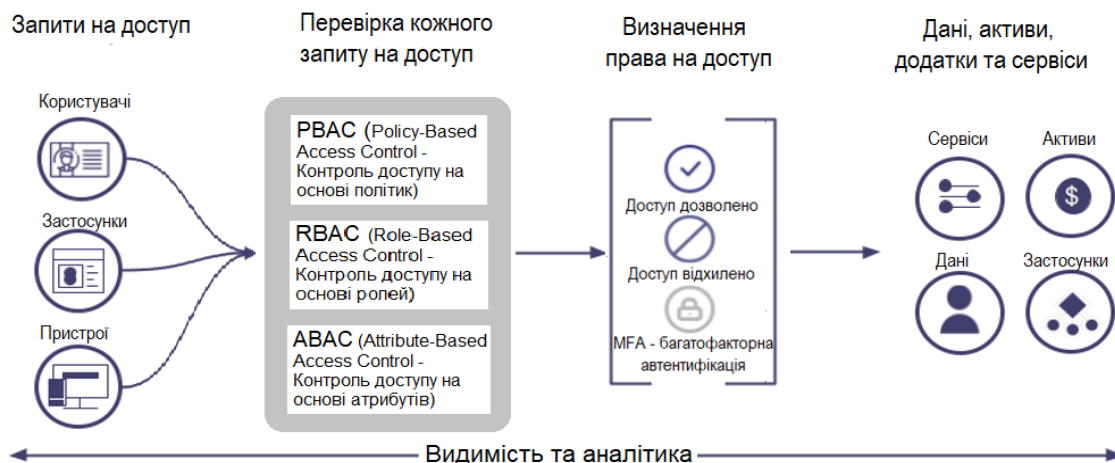 Запити на доступ
Перевірка кожного
запиту на доступ
Визначення
права на доступ
Дані, активи,
додатки та сервіси
Користувачі
Застосунки
Пристрої
PBAC (Policy-Based
Access Control -
Контроль доступу на
основі політик)
RBAC (Role-Based
Access Control -
Контроль доступу на
основі ролей)
ABAC (Attribute-Based
Access Control -
Контроль доступу на
основі атрибутів)
Доступ дозволено
Доступ відхилено
MFA - багатофакторна
автентифікація
Сервіси
Активи
$
Дані
Застосунки
Видимість та аналітика